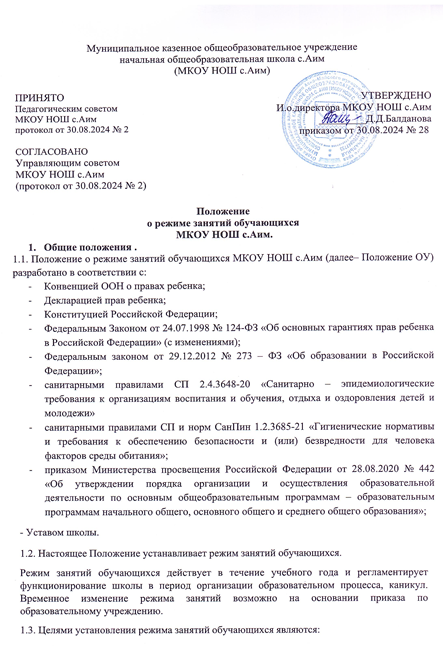 Муниципальное казенное общеобразовательное учреждение
начальная общеобразовательная школа с.Аим
(МКОУ НОШ с.Аим)
ПРИНЯТО
Педагогическим советом
МКОУ НОШ с.Аим
протокол от 30.08.2024 № 2
УТВЕРЖДЕНО
И.о.директора МКОУ НОШ с.Аим
Д.Д.Балданова
приказом от 30.08.2024 № 28
СОГЛАСОВАНО
Управляющим советом
МКОУ НОШ с.Аим
(протокол от 30.08.2024 № 2)
Положение
о режиме занятий обучающихся
МКОУ НОШ с.Аим.
1. Общие положения .
1.1. Положение о режиме занятий обучающихся МКОУ НОШ с.Аим (далее– Положение ОУ)
разработано в соответствии с:
- Конвенцией ООН о правах ребенка;
- Декларацией прав ребенка;
- Конституцией Российской Федерации;
- Федеральным Законом от 24.07.1998 № 124-ФЗ «Об основных гарантиях прав ребенка
в Российской Федерации» (с изменениями);
- Федеральным законом от 29.12.2012 № 273 – ФЗ «Об образовании в Российской
Федерации»;
- санитарными правилами СП 2.4.3648-20 «Санитарно – эпидемиологические
требования к организациям воспитания и обучения, отдыха и оздоровления детей и
молодежи»
- санитарными правилами СП и норм СанПин 1.2.3685-21 «Гигиенические нормативы
и требования к обеспечению безопасности и (или) безвредности для человека
факторов среды обитания»;
- приказом Министерства просвещения Российской Федерации от 28.08.2020 № 442
«Об утверждении порядка организации и осуществления образовательной
деятельности по основным общеобразовательным программам – образовательным
программам начального общего, основного общего и среднего общего образования»;
- Уставом школы.
1.2. Настоящее Положение устанавливает режим занятий обучающихся.
Режим занятий обучающихся действует в течение учебного года и регламентирует
функционирование школы в период организации образовательном процесса, каникул.
Временное изменение режима занятий возможно на основании приказа по
образовательному учреждению.
1.3. Целями установления режима занятий обучающихся являются: